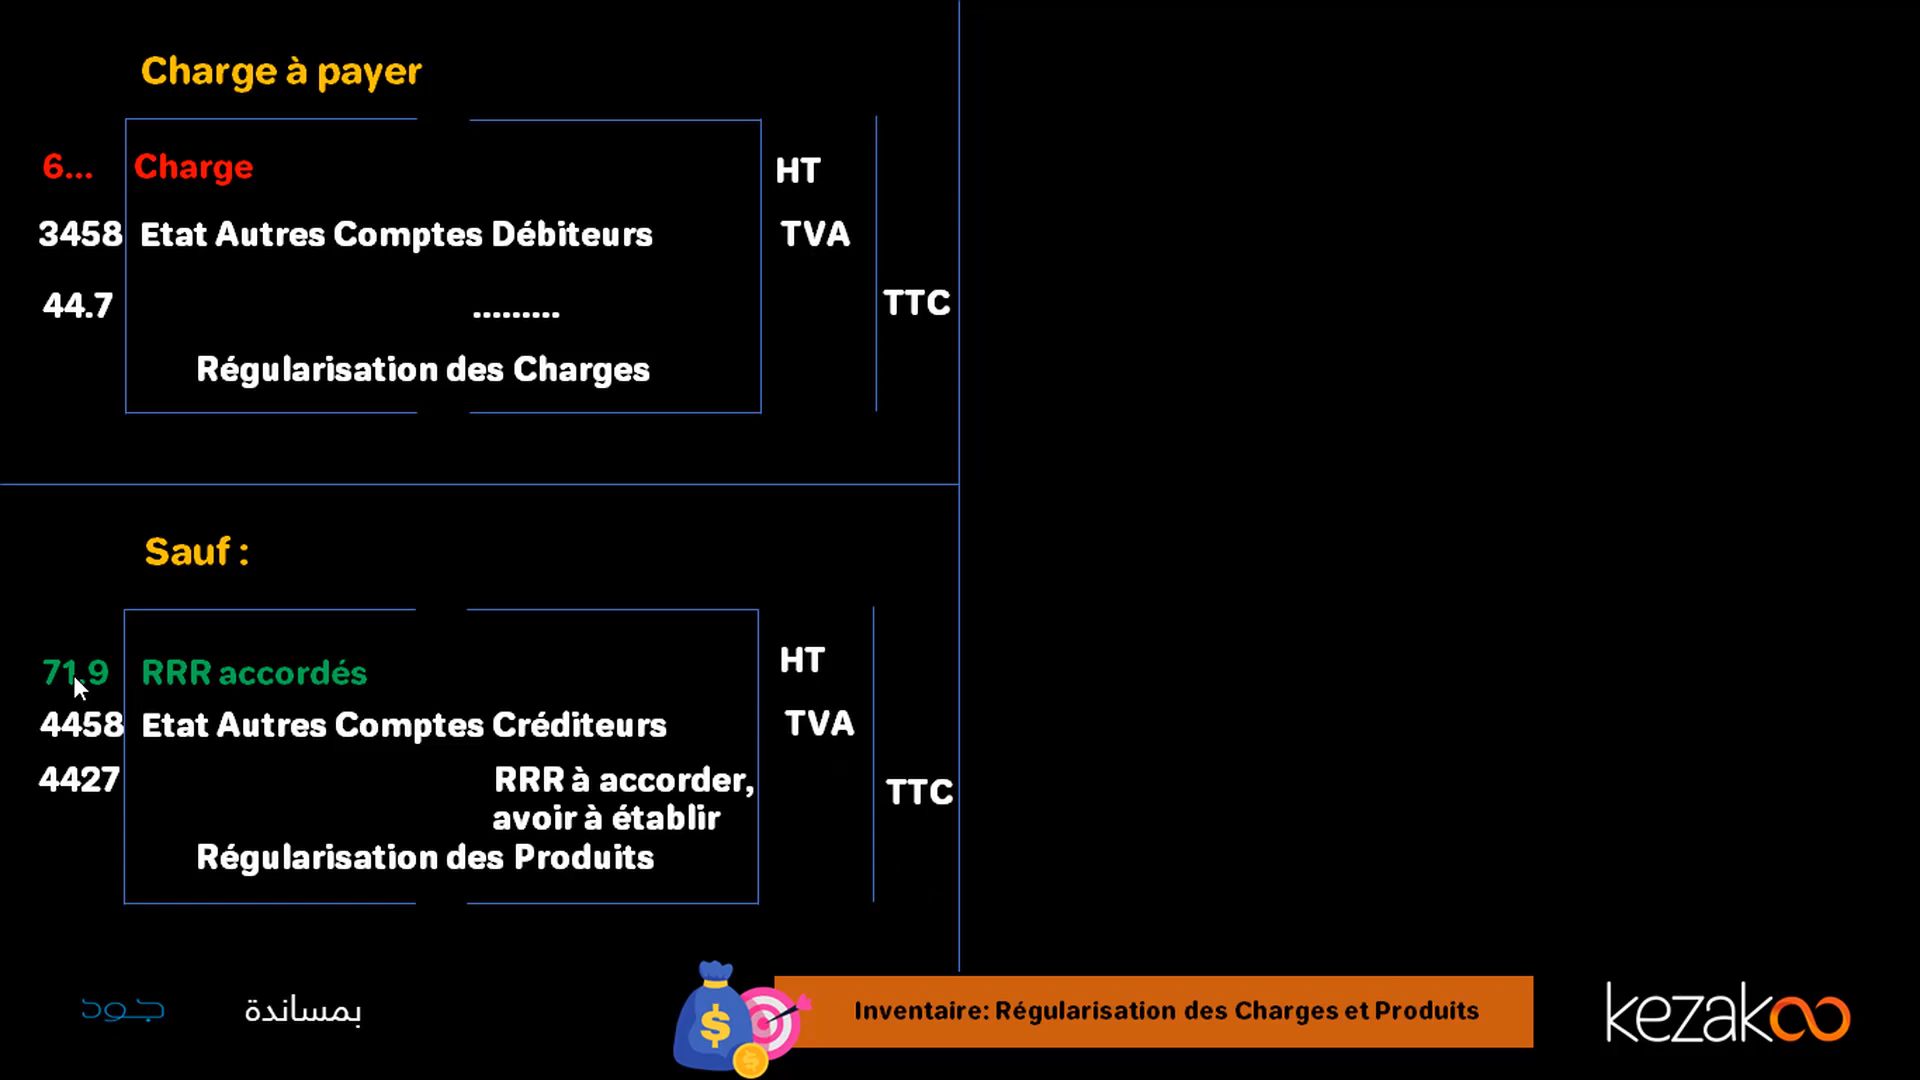 Charge à payer
6... Charge HT
3458 Etat Autres Comptes Débiteurs TVA
44.7 ......... TTC
Régularisation des Charges
Sauf :
71.9 RRR accordés HT
4458 Etat Autres Comptes Créditeurs TVA
4427 RRR à accorder, TTC
avoir à établir
Régularisation des Produits
جود بمساندة
Inventaire: Régularisation des Charges et Produits
kezakoo